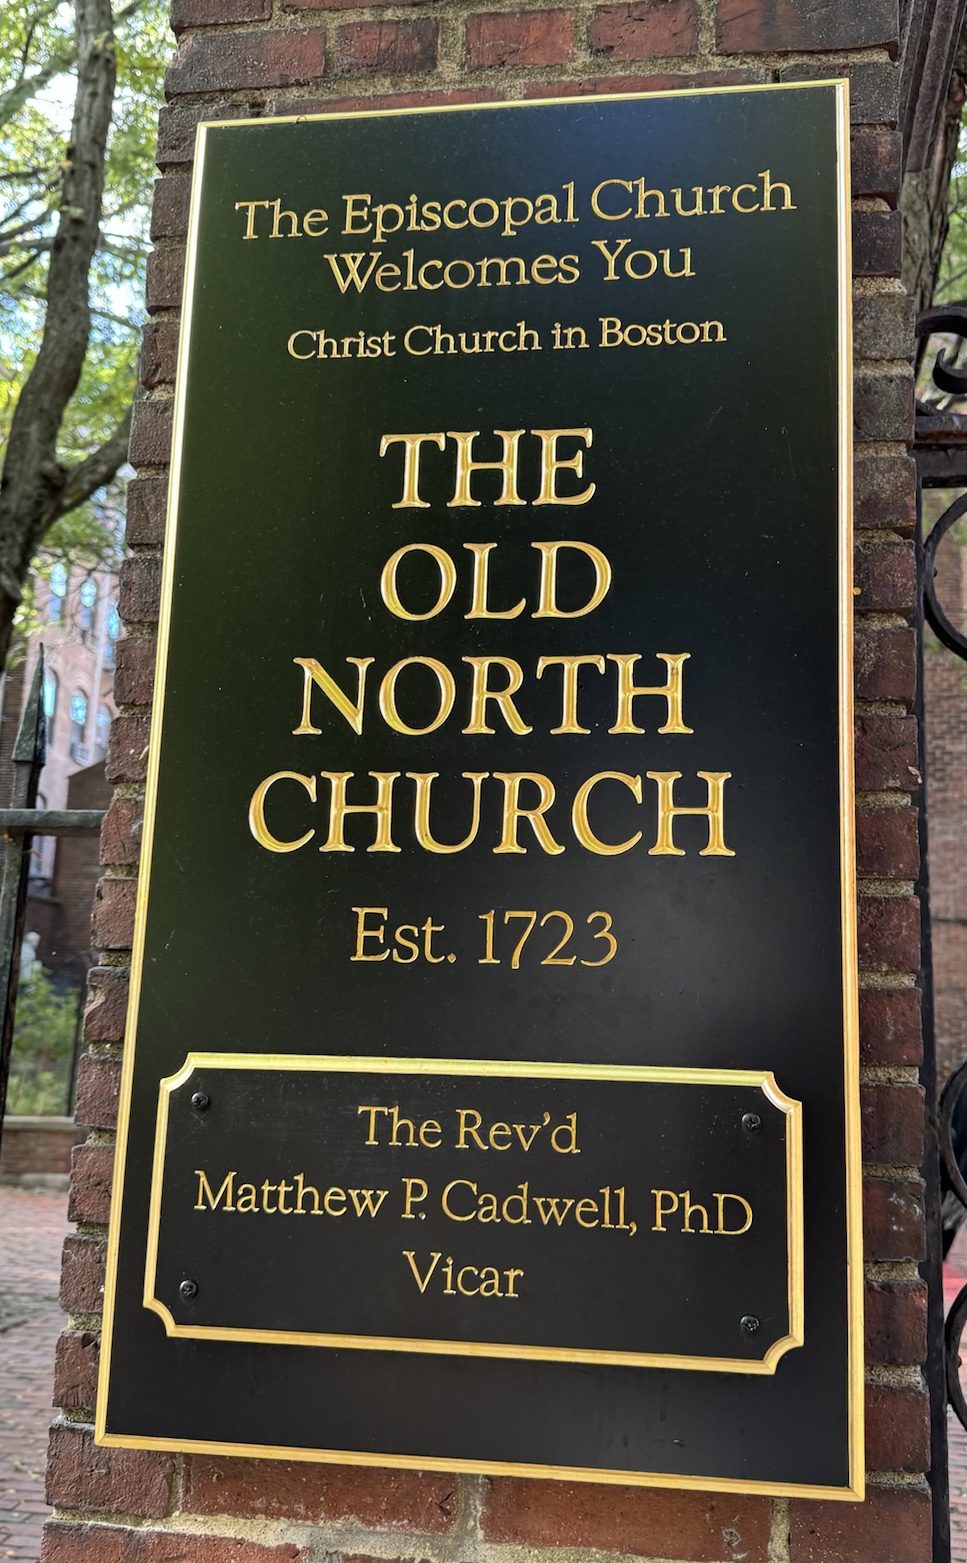 The Episcopal Church
Welcomes You
Christ Church in Boston
THE
OLD
NORTH
CHURCH
Est. 1723
The Rev'd
Matthew P. Cadwell, PhD
Vicar